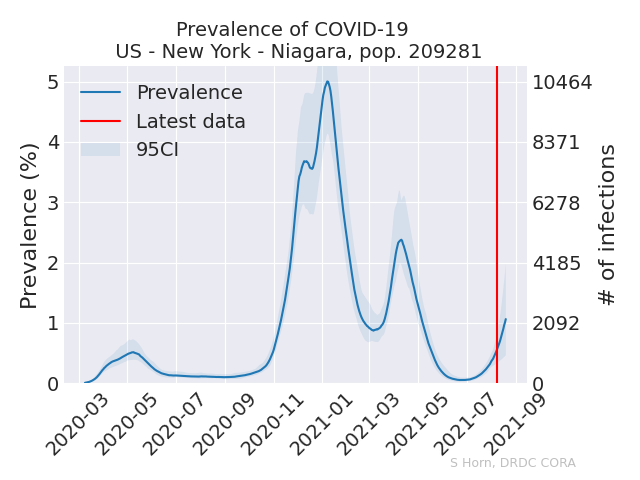 Prevalence of COVID-19
US - New York - Niagara, pop. 209281
Prevalence
Latest data
95CI
Prevalence (%)
5
4
3
2
1
0
10464
8371
6278
4185
2092
0
# of infections
2020-03
2020-05
2020-07
2020-09
2020-11
2021-01
2021-03
2021-05
2021-07
2021-09
S Horn, DRDC CORA